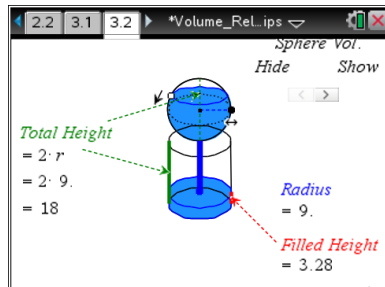 2.2 3.1 3.2 *Volume_Rel...ips
Sphere Vol.
Hide Show
Total Height
= 2· r
= 2· 9.
= 18
Radius
= 9.
Filled Height
= 3.28